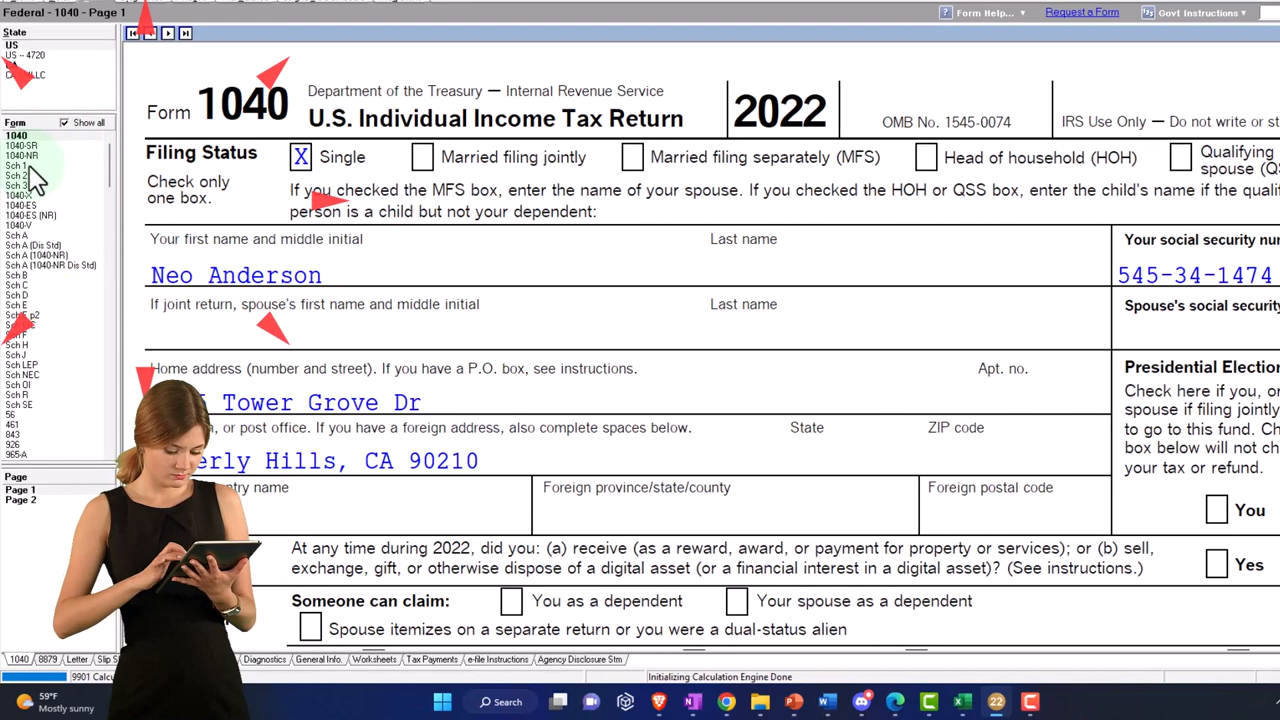 Federal - 1040 - Page 1
Form Help...
Request a Form
Govt Instructions
State
US
US -- 4720
Form
Show all
1040
1040-SR
1040-NR
Sch 1
Sch 2
Sch 3
1040-X
1040-ES
1040-ES (NR)
1040-V
Sch A
Sch A (Dis Std)
Sch A (1040-NR)
Sch A (1040-NR Dis Std)
Sch B
Sch C
Sch D
Sch E
Sch E p2
Sch F
Sch H
Sch J
Sch LEP
Sch NEC
Sch OI
Sch R
Sch SE
56
461
843
926
965-A
Page
Page 1
Page 2
Form 1040
Department of the Treasury — Internal Revenue Service
U.S. Individual Income Tax Return
2022
OMB No. 1545-0074
IRS Use Only — Do not write or st
Filing Status
Check only
one box.
X Single
Married filing jointly
Married filing separately (MFS)
Head of household (HOH)
Qualifying
spouse (QS
If you checked the MFS box, enter the name of your spouse. If you checked the HOH or QSS box, enter the child's name if the quali
person is a child but not your dependent:
Your first name and middle initial
Last name
Your social security nu
Neo Anderson
545-34-1474
If joint return, spouse's first name and middle initial
Last name
Spouse's social security
Home address (number and street). If you have a P.O. box, see instructions.
Apt. no.
Presidential Election
Tower Grove Dr
Check here if you, or
spouse if filing jointly
to go to this fund. Ch
box below will not ch
your tax or refund.
or post office. If you have a foreign address, also complete spaces below.
State
ZIP code
erly Hills, CA 90210
ntry name
Foreign province/state/county
Foreign postal code
You
At any time during 2022, did you: (a) receive (as a reward, award, or payment for property or services); or (b) sell,
exchange, gift, or otherwise dispose of a digital asset (or a financial interest in a digital asset)? (See instructions.)
Yes
Someone can claim:
You as a dependent
Your spouse as a dependent
Spouse itemizes on a separate return or you were a dual-status alien
1040
8879
Letter
Slip S
Diagnostics
General Info.
Worksheets
Tax Payments
e-file Instructions
Agency Disclosure Stm
9901 Calcu
Initializing Calculation Engine Done
59°F
Mostly sunny
Search
22